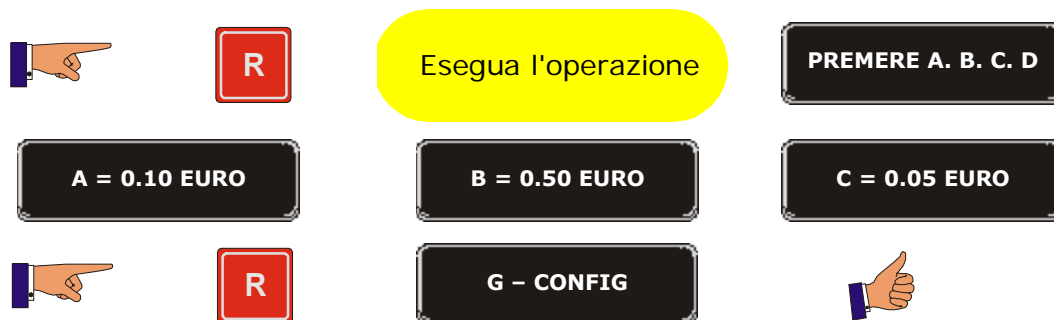 R
Esegua l'operazione
PREMERE A. B. C. D
A = 0.10 EURO
B = 0.50 EURO
C = 0.05 EURO
R
G – CONFIG